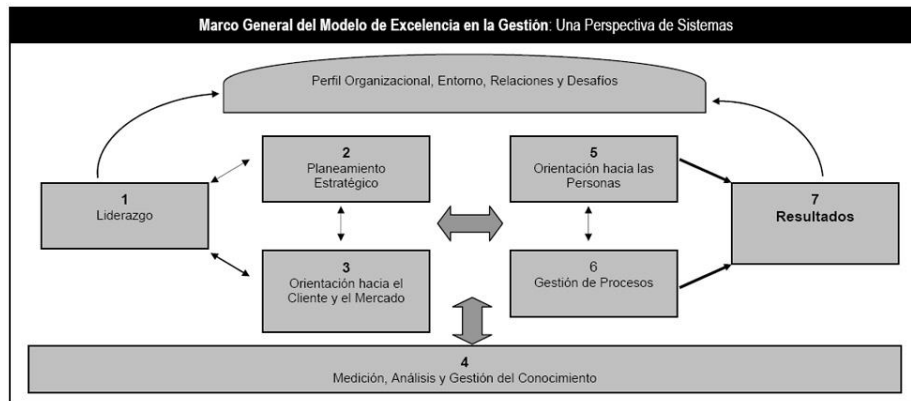 Marco General del Modelo de Excelencia en la Gestión: Una Perspectiva de Sistemas
Perfil Organizacional, Entorno, Relaciones y Desafíos
1
Liderazgo
2
Planeamiento
Estratégico
3
Orientación hacia el
Cliente y el Mercado
5
Orientación hacia las
Personas
6
Gestión de Procesos
7
Resultados
4
Medición, Análisis y Gestión del Conocimiento